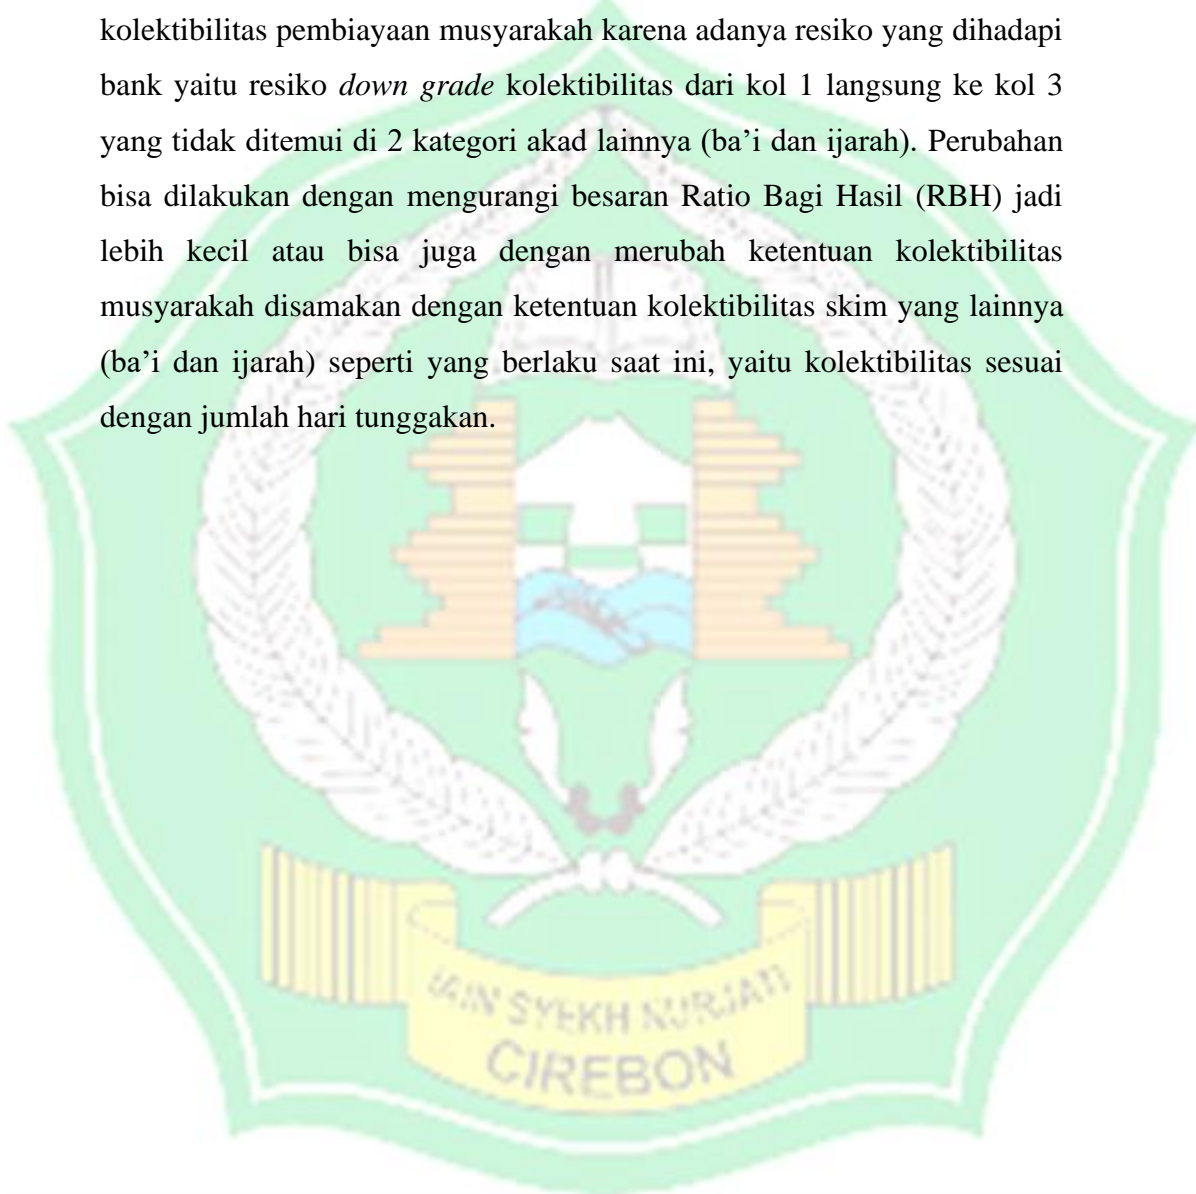 kolektibilitas pembiayaan musyarakah karena adanya resiko yang dihadapi
bank yaitu resiko down grade kolektibilitas dari kol 1 langsung ke kol 3
yang tidak ditemui di 2 kategori akad lainnya (ba’i dan ijarah). Perubahan
bisa dilakukan dengan mengurangi besaran Ratio Bagi Hasil (RBH) jadi
lebih kecil atau bisa juga dengan merubah ketentuan kolektibilitas
musyarakah disamakan dengan ketentuan kolektibilitas skim yang lainnya
(ba’i dan ijarah) seperti yang berlaku saat ini, yaitu kolektibilitas sesuai
dengan jumlah hari tunggakan.
IAIN SYEKH NURJATI
CIREBON